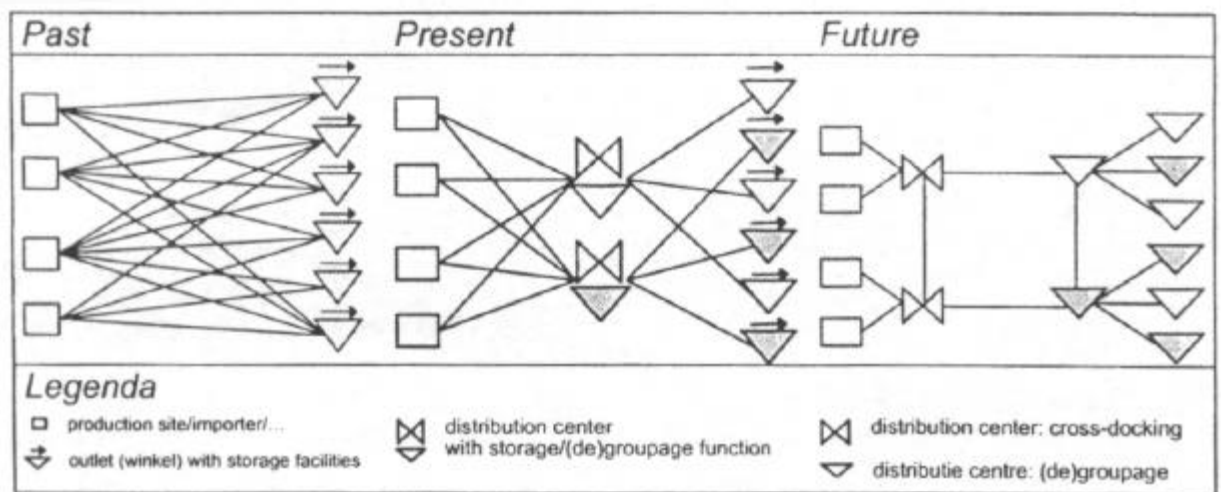 Past
Present
Future
Legenda
production site/importer/...
outlet (winkel) with storage facilities
distribution center
with storage/(de)groupage function
distribution center: cross-docking
distributie centre: (de)groupage